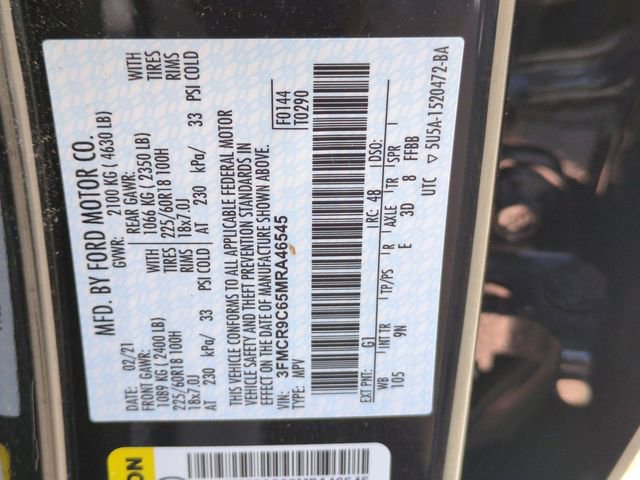 MFD. BY FORD MOTOR CO.
DATE: 02/21 GVWR: 2100 KG (4630 LB)
FRONT GAWR: REAR GAWR: WITH
1089 KG (2400 LB) 1066 KG (2350 LB) TIRES
225/60R18 100H 225/60R18 100H RIMS
18x7.0J WITH TIRES 18x7.0J RIMS
AT 230 kPa/ 33 PSI COLD AT 230 kPa/ 33 PSI COLD
THIS VEHICLE CONFORMS TO ALL APPLICABLE FEDERAL MOTOR
VEHICLE SAFETY AND THEFT PREVENTION STANDARDS IN
EFFECT ON THE DATE OF MANUFACTURE SHOWN ABOVE.
VIN: 3FMCR9C65MRA46545 F0144
TYPE: MPV T0290
EXT PNT: G1 RC: 48 DSO:
WB INT TR TP/PS R AXLE TR SPR
105 9N E 3D 8 FFBB
UTC ▽ 5U5A-1520472-BA
ON